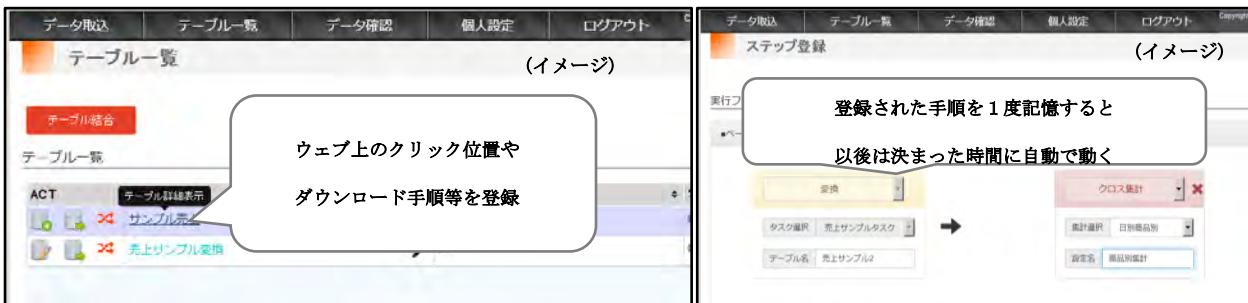 データ取込 テーブル一覧 データ確認 個人設定 ログアウト
テーブル一覧
(イメージ)
テーブル結合
テーブル一覧
ACT
テーブル詳細表示
サンプル売上
売上サンプル変換
ウェブ上のクリック位置や
ダウンロード手順等を登録
データ取込 テーブル一覧 データ確認 個人設定 ログアウト
ステップ登録
(イメージ)
実行フ
登録された手順を1度記憶すると
以後は決まった時間に自動で動く
変換
クロス集計
タスク選択 売上サンプルタスク
集計選択 日別商品別
テーブル名 売上サンプル2
設定名 商品別集計